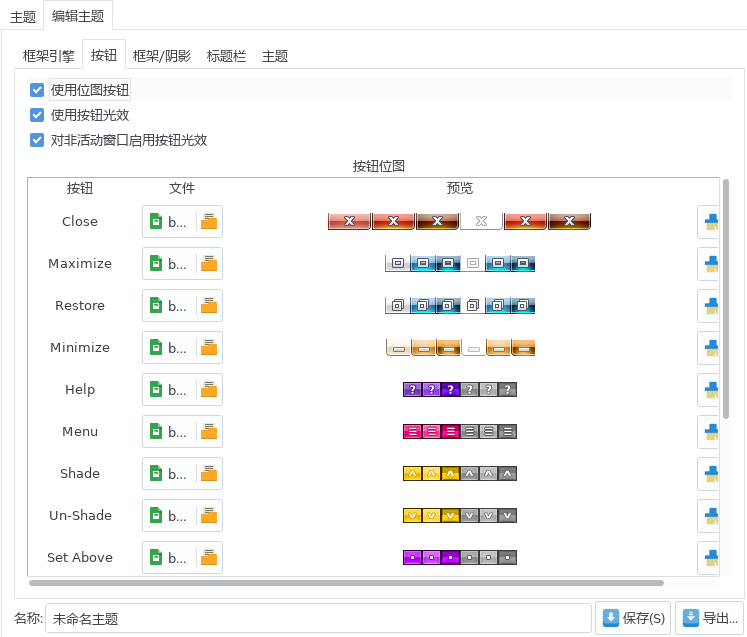 主题 编辑主题
框架引擎 按钮 框架/阴影 标题栏 主题
使用位图按钮
使用按钮光效
对非活动窗口启用按钮光效
按钮位图
按钮 文件 预览
Close b...
Maximize b...
Restore b...
Minimize b...
Help b... ? ? ? ? ? ?
Menu b...
Shade b...
Un-Shade b...
Set Above b...
名称: 未命名主题 保存(S) 导出...